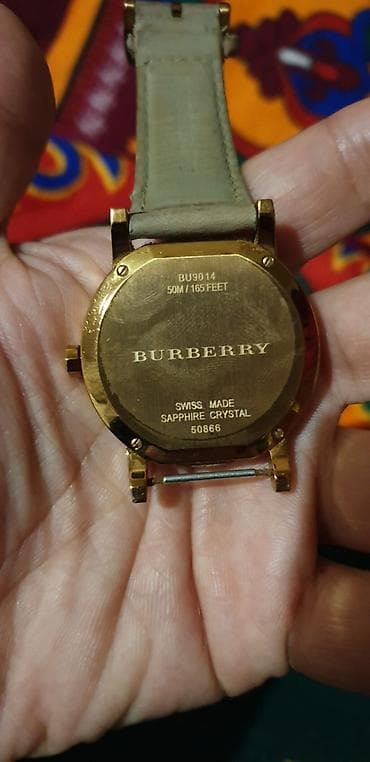 BU9014
50M / 165 FEET
BURBERRY
SWISS MADE
SAPPHIRE CRYSTAL
50866